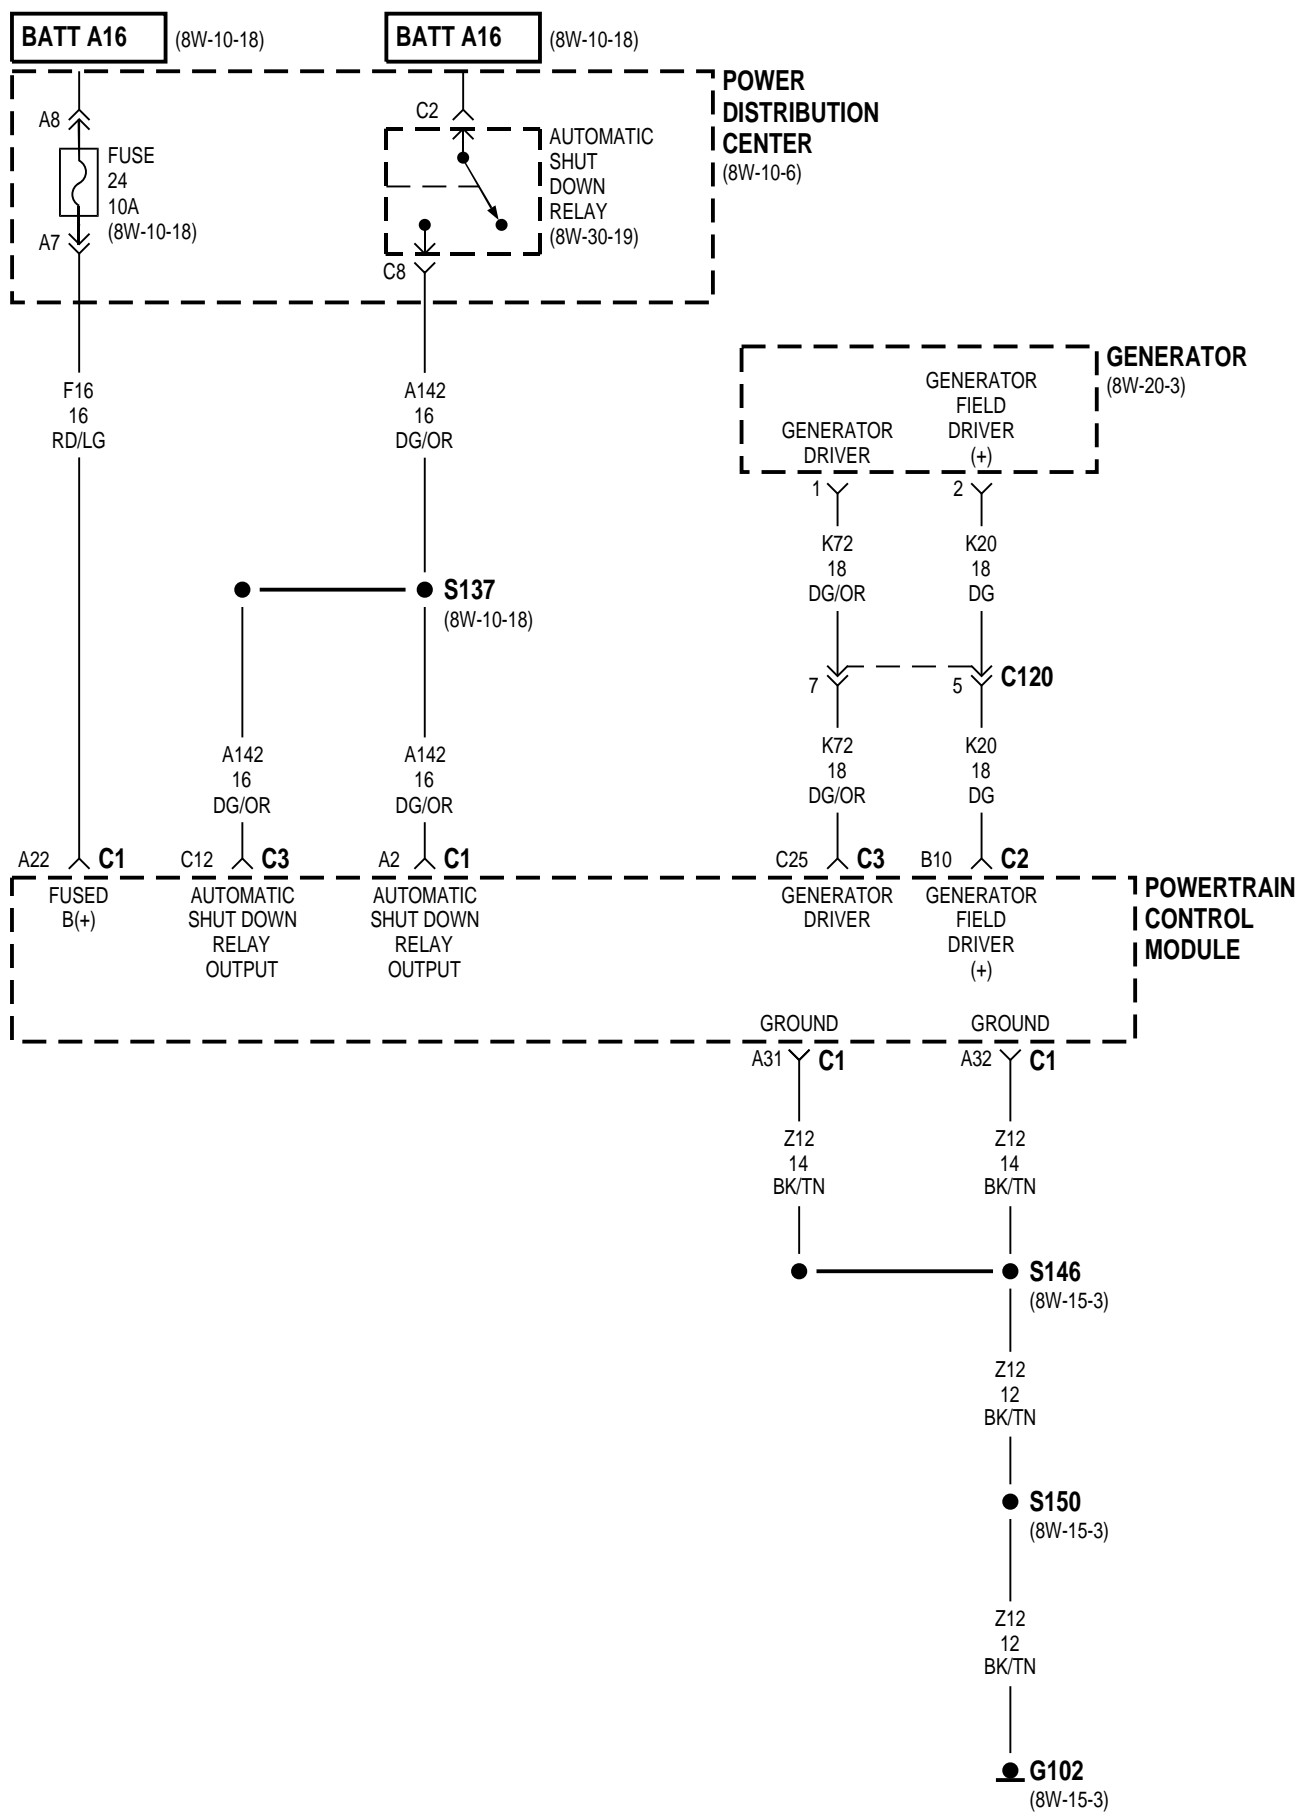 BATT A16
(8W-10-18)
BATT A16
(8W-10-18)
POWER
DISTRIBUTION
CENTER
(8W-10-6)
A8
FUSE
24
10A
(8W-10-18)
A7
C2
AUTOMATIC
SHUT
DOWN
RELAY
(8W-30-19)
C8
F16
16
RD/LG
A142
16
DG/OR
GENERATOR
(8W-20-3)
GENERATOR
DRIVER
GENERATOR
FIELD
DRIVER
(+)
1
2
K72
18
DG/OR
K20
18
DG
S137
(8W-10-18)
7
5
C120
A142
16
DG/OR
A142
16
DG/OR
K72
18
DG/OR
K20
18
DG
A22
C1
C12
C3
A2
C1
C25
C3
B10
C2
FUSED
B(+)
AUTOMATIC
SHUT DOWN
RELAY
OUTPUT
AUTOMATIC
SHUT DOWN
RELAY
OUTPUT
GENERATOR
DRIVER
GENERATOR
FIELD
DRIVER
(+)
POWERTRAIN
CONTROL
MODULE
GROUND
GROUND
A31
C1
A32
C1
Z12
14
BK/TN
Z12
14
BK/TN
S146
(8W-15-3)
Z12
12
BK/TN
S150
(8W-15-3)
Z12
12
BK/TN
G102
(8W-15-3)